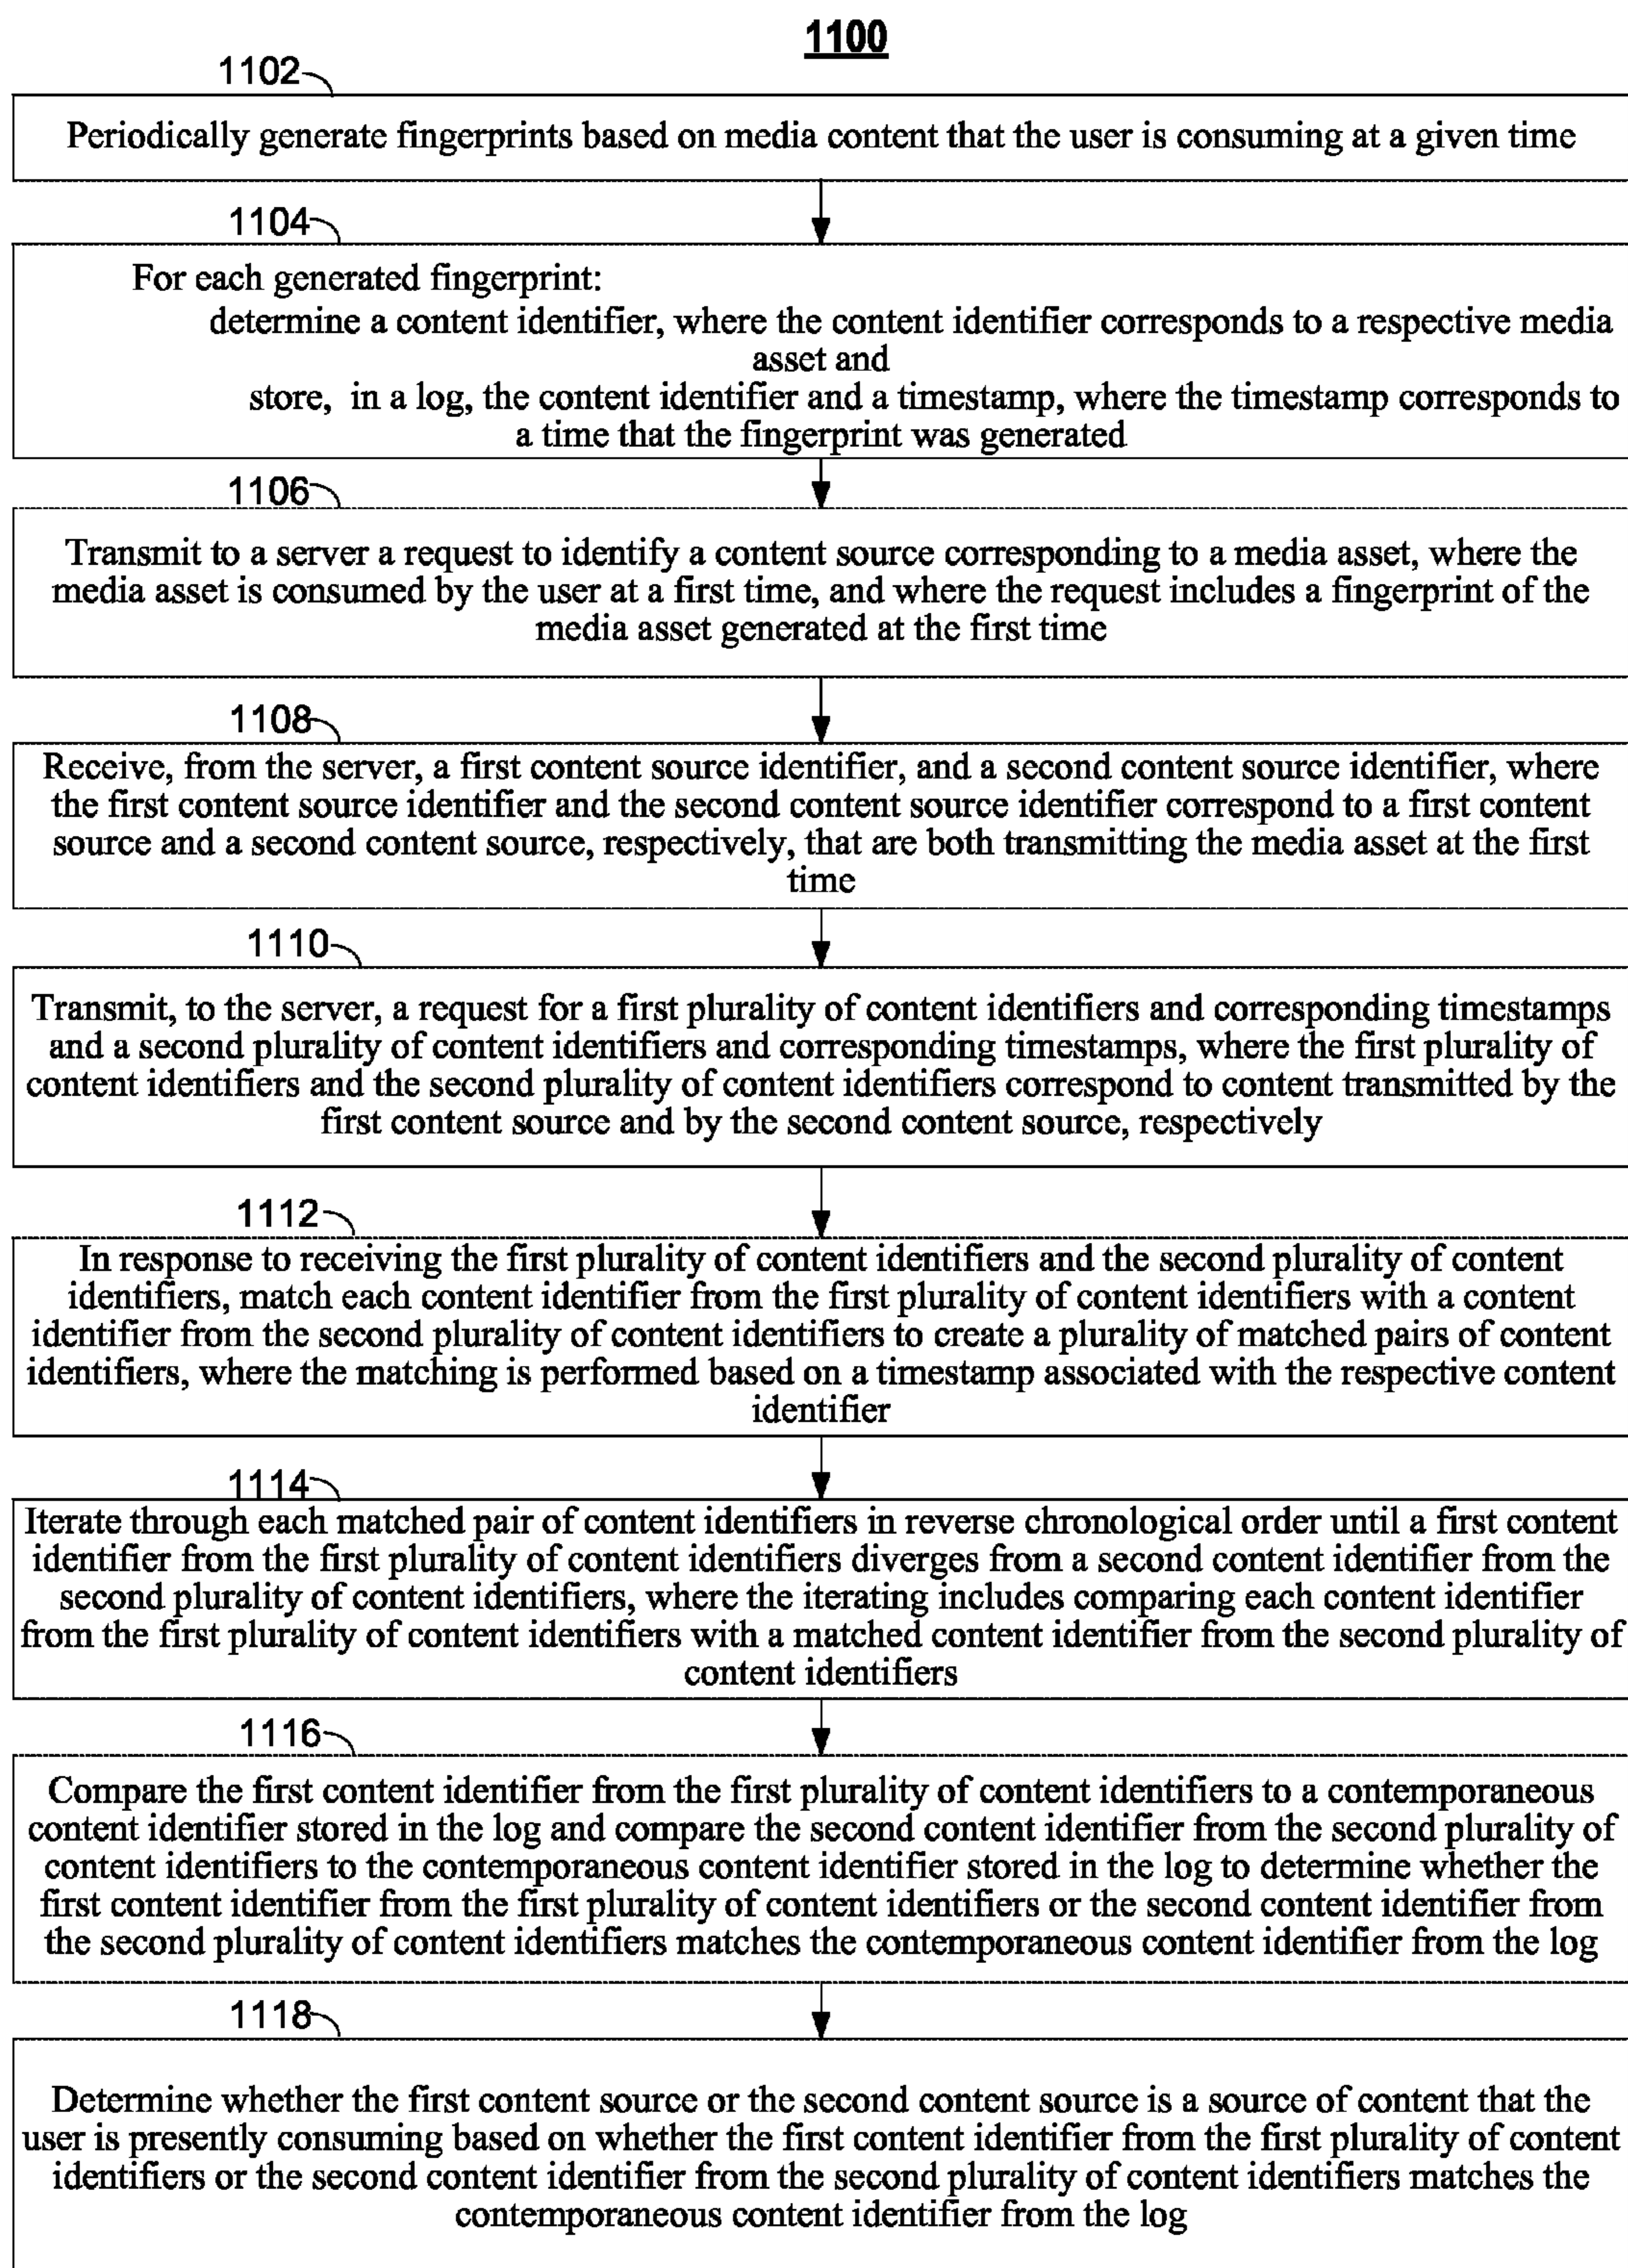 1100
1102
Periodically generate fingerprints based on media content that the user is consuming at a given time
1104
For each generated fingerprint:
determine a content identifier, where the content identifier corresponds to a respective media
asset and
store, in a log, the content identifier and a timestamp, where the timestamp corresponds to
a time that the fingerprint was generated
1106
Transmit to a server a request to identify a content source corresponding to a media asset, where the
media asset is consumed by the user at a first time, and where the request includes a fingerprint of the
media asset generated at the first time
1108
Receive, from the server, a first content source identifier, and a second content source identifier, where
the first content source identifier and the second content source identifier correspond to a first content
source and a second content source, respectively, that are both transmitting the media asset at the first
time
1110
Transmit, to the server, a request for a first plurality of content identifiers and corresponding timestamps
and a second plurality of content identifiers and corresponding timestamps, where the first plurality of
content identifiers and the second plurality of content identifiers correspond to content transmitted by the
first content source and by the second content source, respectively
1112
In response to receiving the first plurality of content identifiers and the second plurality of content
identifiers, match each content identifier from the first plurality of content identifiers with a content
identifier from the second plurality of content identifiers to create a plurality of matched pairs of content
identifiers, where the matching is performed based on a timestamp associated with the respective content
identifier
1114
Iterate through each matched pair of content identifiers in reverse chronological order until a first content
identifier from the first plurality of content identifiers diverges from a second content identifier from the
second plurality of content identifiers, where the iterating includes comparing each content identifier
from the first plurality of content identifiers with a matched content identifier from the second plurality of
content identifiers
1116
Compare the first content identifier from the first plurality of content identifiers to a contemporaneous
content identifier stored in the log and compare the second content identifier from the second plurality of
content identifiers to the contemporaneous content identifier stored in the log to determine whether the
first content identifier from the first plurality of content identifiers or the second content identifier from
the second plurality of content identifiers matches the contemporaneous content identifier from the log
1118
Determine whether the first content source or the second content source is a source of content that the
user is presently consuming based on whether the first content identifier from the first plurality of content
identifiers or the second content identifier from the second plurality of content identifiers matches the
contemporaneous content identifier from the log